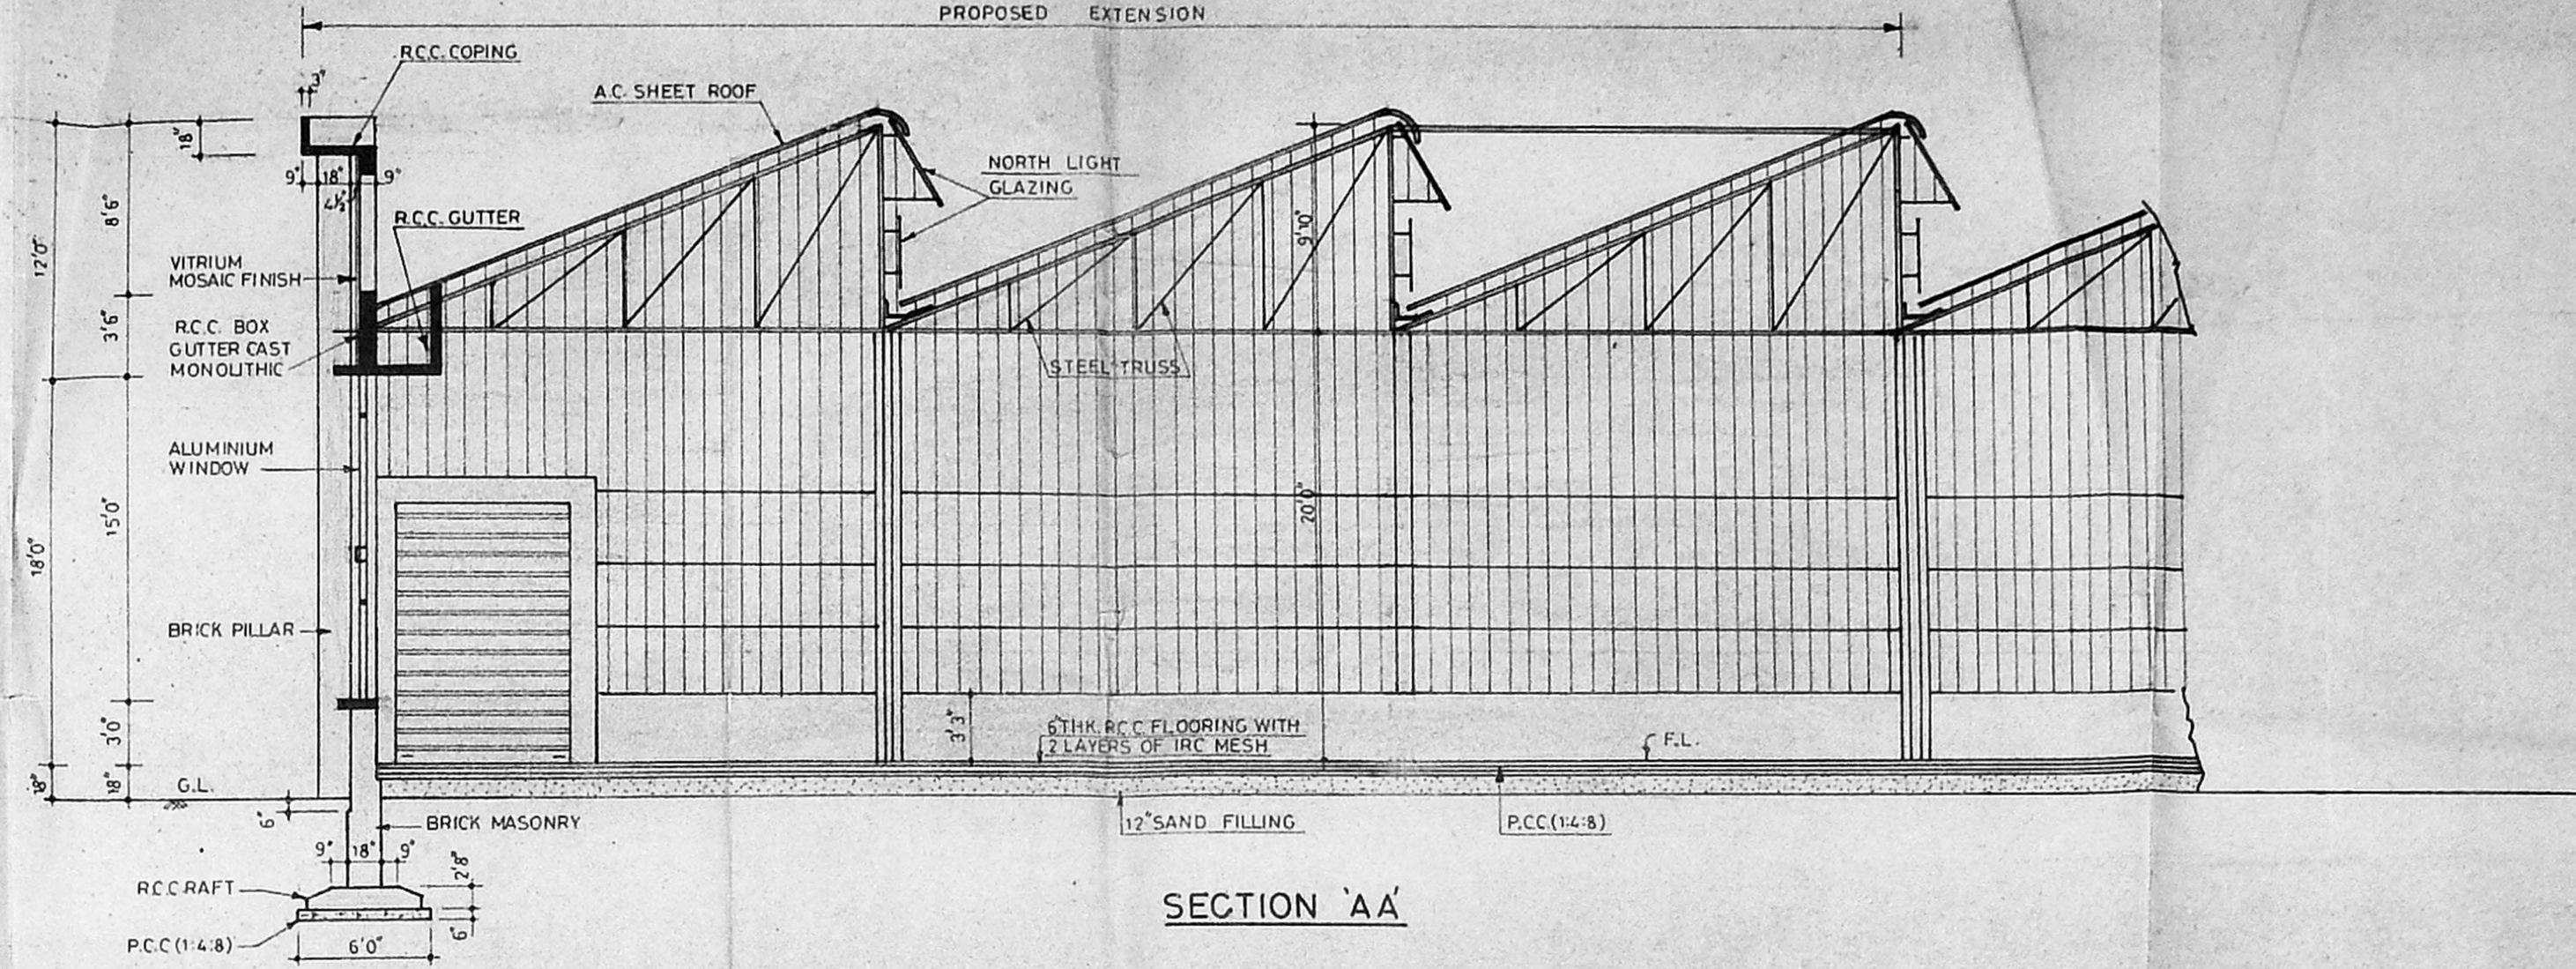 PROPOSED EXTENSION
R.C.C. COPING
3"
A.C. SHEET ROOF
18"
9" 18" 9"
4½"
NORTH LIGHT
GLAZING
R.C.C. GUTTER
8'6"
12'0"
9'10"
VITRIUM
MOSAIC FINISH
R.C.C. BOX
GUTTER CAST
MONOLITHIC
3'6"
STEEL TRUSS
ALUMINIUM
WINDOW
15'0"
20'0"
18'0"
BRICK PILLAR
3'0"
3'3"
6"THK. R.C.C. FLOORING WITH
2 LAYERS OF IRC MESH
F.L.
18"
18"
G.L.
6"
BRICK MASONRY
12" SAND FILLING
P.C.C.(1:4:8)
9" 18" 9"
2'8"
R.C.C RAFT
6"
P.C.C (1:4:8)
6'0"
SECTION 'AA'